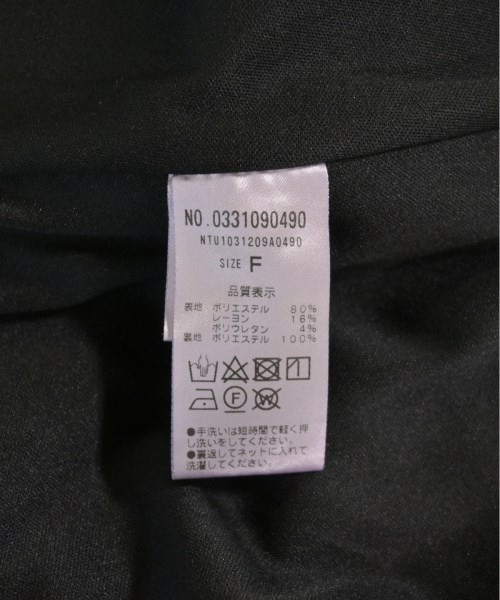 NO.0331090490
NTU1031209A0490
SIZE F
品質表示
表地 ポリエステル 80%
レーヨン 16%
ポリウレタン 4%
裏地 ポリエステル 100%
F W
●手洗いは短時間で軽く押
し洗いをしてください。
●裏返してネットに入れて
洗濯してください。